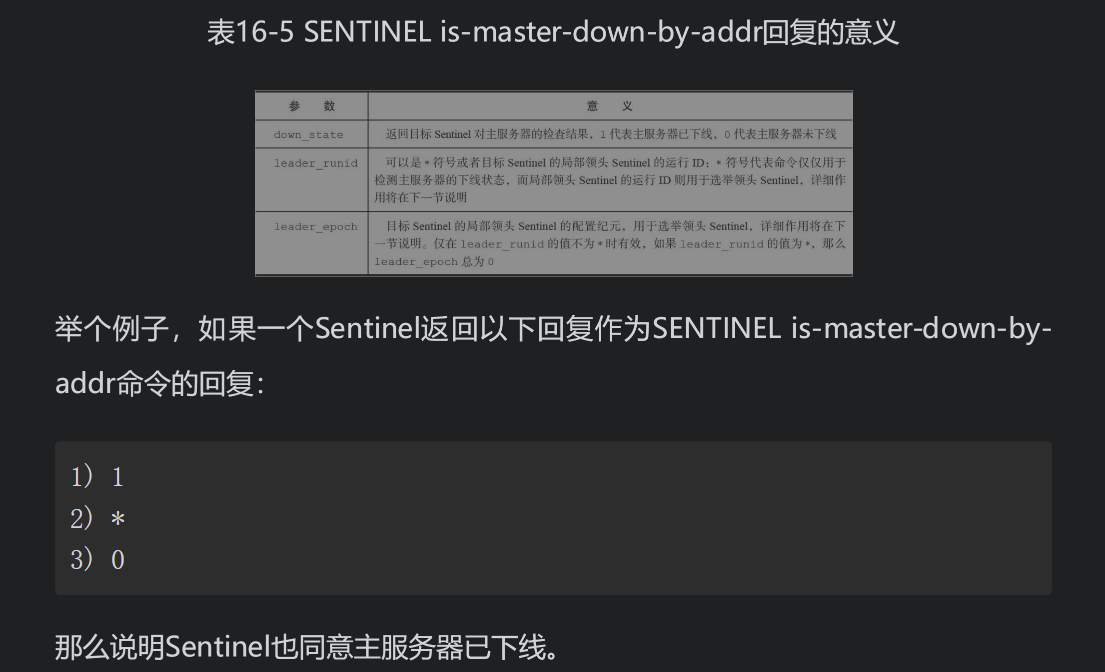 表16-5 SENTINEL is-master-down-by-addr回复的意义
参 数 意 义
down_state 返回目标 Sentinel 对主服务器的检查结果，1 代表主服务器已下线，0 代表主服务器未下线
leader_runid 可以是 * 符号或者目标 Sentinel 的局部领头 Sentinel 的运行 ID：* 符号代表命令仅仅用于
检测主服务器的下线状态，而局部领头 Sentinel 的运行 ID 则用于选举领头 Sentinel，详细作
用将在下一节说明
leader_epoch 目标 Sentinel 的局部领头 Sentinel 的配置纪元，用于选举领头 Sentinel，详细作用将在下
一节说明。仅在 leader_runid 的值不为 * 时有效，如果 leader_runid 的值为 *，那么
leader_epoch 总为 0
举个例子，如果一个Sentinel返回以下回复作为SENTINEL is-master-down-by-
addr命令的回复：
1) 1
2) *
3) 0
那么说明Sentinel也同意主服务器已下线。